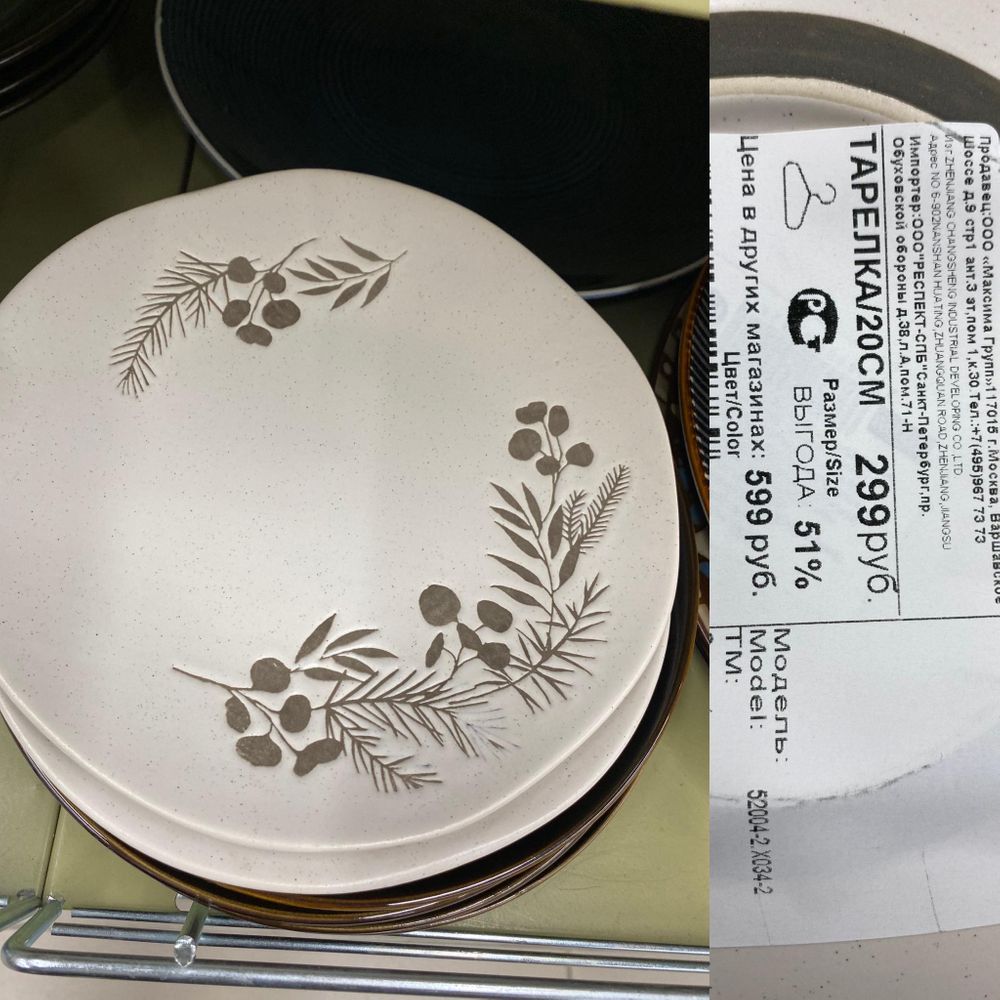 Продавец:ООО «Максима Групп»117015 г.Москва, Варшавское
Шоссе д.9 стр1 ант.3 эт,пом 1,к.30.Тел.:+7(495)967 73 73
Изг.ZHENJIANG CHANGSHENG INDUSTRIAL DEVELOPING CO.,LTD
Адрес NO 6-902NANSHAN HUATING,ZHUANGQUAN ROAD,ZHENJIANG,JIANGSU
Импортер:ООО"РЕСПЕКТ-СПБ"Санкт-Петербург,пр.
Обуховской обороны д.38,л.А,пом.71-Н
ТАРЕЛКА/20СМ 299руб.
Размер/Size
ВЫГОДА: 51%
Цена в других магазинах: 599 руб.
Цвет/Color
Модель:
Model:
52004-2.X034-2
ТМ: